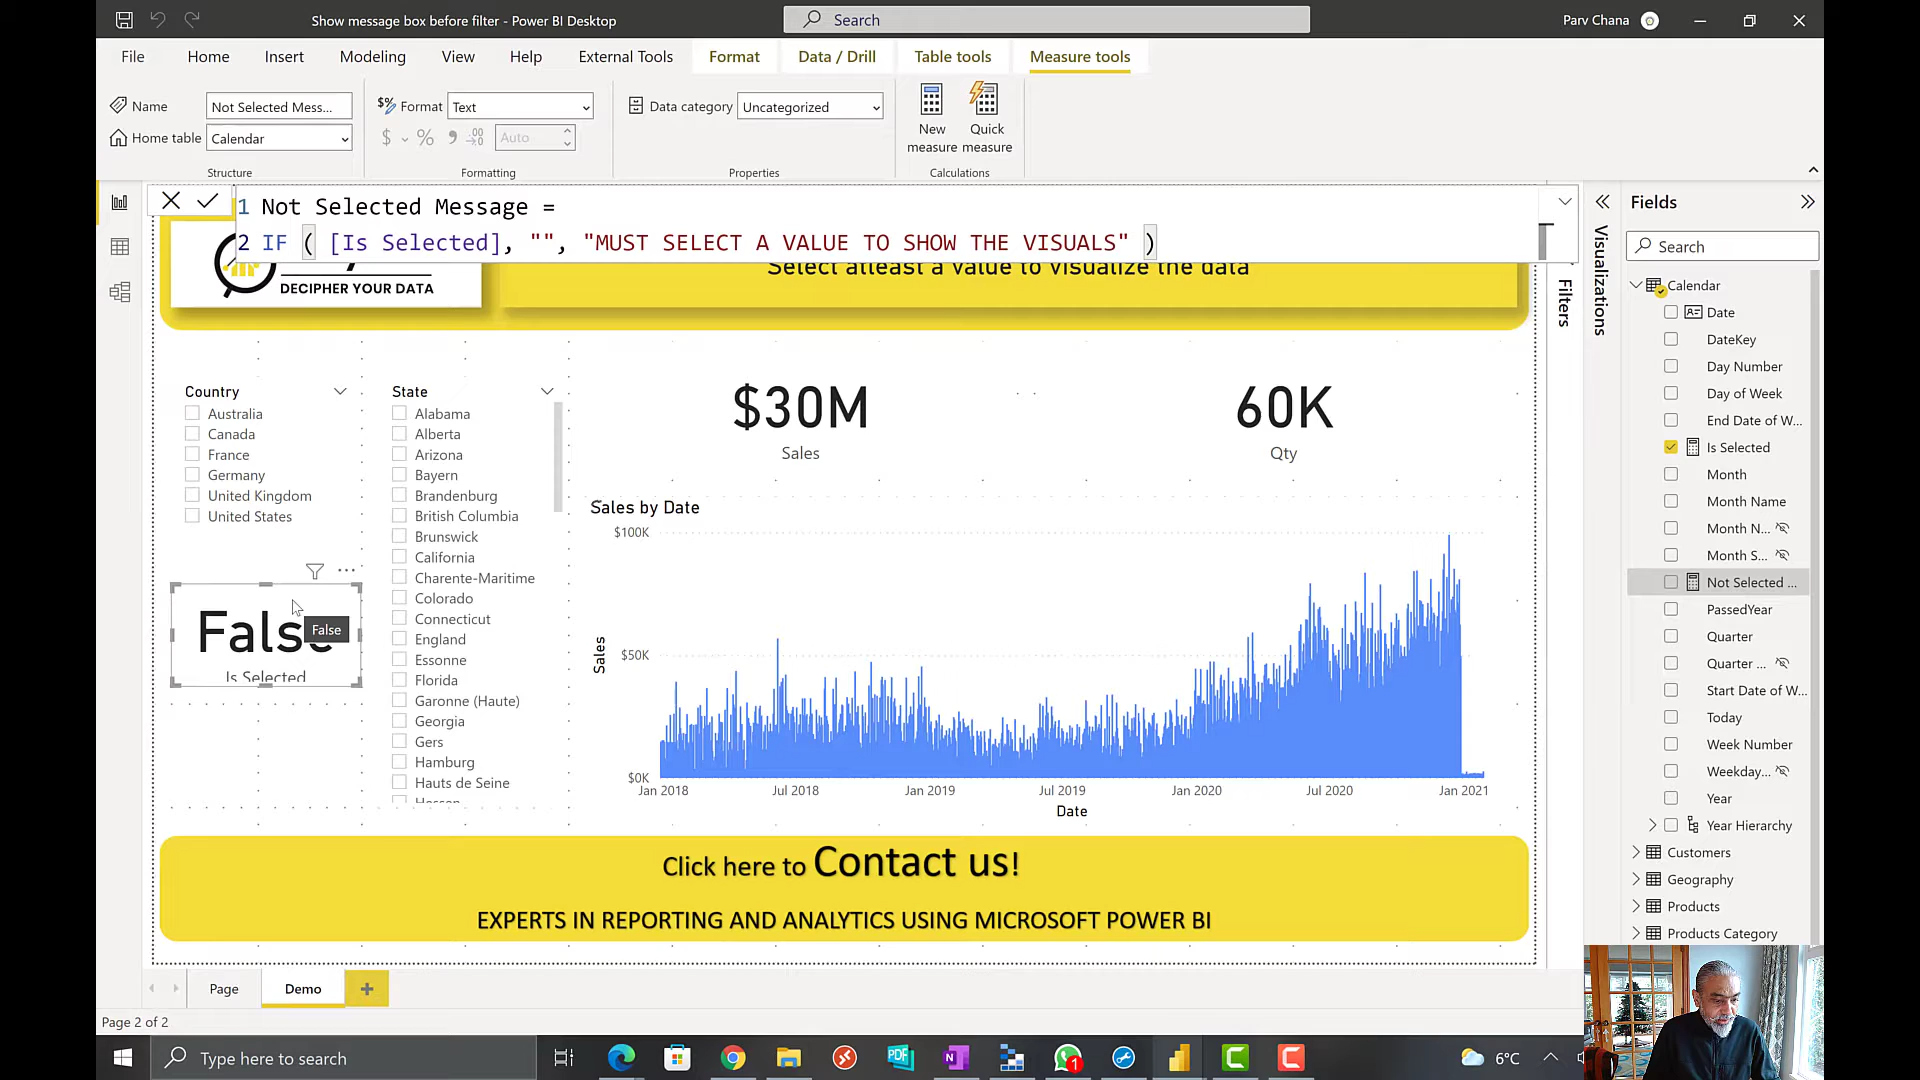 Show message box before filter - Power BI Desktop
Search
Parv Chana
File Home Insert Modeling View Help External Tools Format Data / Drill Table tools Measure tools
Name Not Selected Mess...
Home table Calendar
Structure
$% Format Text
$ % 9 .00 Auto
Formatting
Data category Uncategorized
Properties
New measure
Quick measure
Calculations
1 Not Selected Message =
2 IF ( [Is Selected], "", "MUST SELECT A VALUE TO SHOW THE VISUALS" )
DECIPHER YOUR DATA
Select atleast a value to visualize the data
Country
Australia
Canada
France
Germany
United Kingdom
United States
False
Is Selected
False
State
Alabama
Alberta
Arizona
Bayern
Brandenburg
British Columbia
Brunswick
California
Charente-Maritime
Colorado
Connecticut
England
Essonne
Florida
Garonne (Haute)
Georgia
Gers
Hamburg
Hauts de Seine
Hessen
$30M
Sales
60K
Qty
Sales by Date
$100K
$50K
$0K
Sales
Jan 2018 Jul 2018 Jan 2019 Jul 2019 Jan 2020 Jul 2020 Jan 2021
Date
Click here to Contact us!
EXPERTS IN REPORTING AND ANALYTICS USING MICROSOFT POWER BI
Filters
Visualizations
Fields
Search
Calendar
Date
DateKey
Day Number
Day of Week
End Date of W...
Is Selected
Month
Month Name
Month N...
Month S...
Not Selected ...
PassedYear
Quarter
Quarter ...
Start Date of W...
Today
Week Number
Weekday...
Year
Year Hierarchy
Customers
Geography
Products
Products Category
Page
Demo
Page 2 of 2
Type here to search
PDF
N
1
6°C